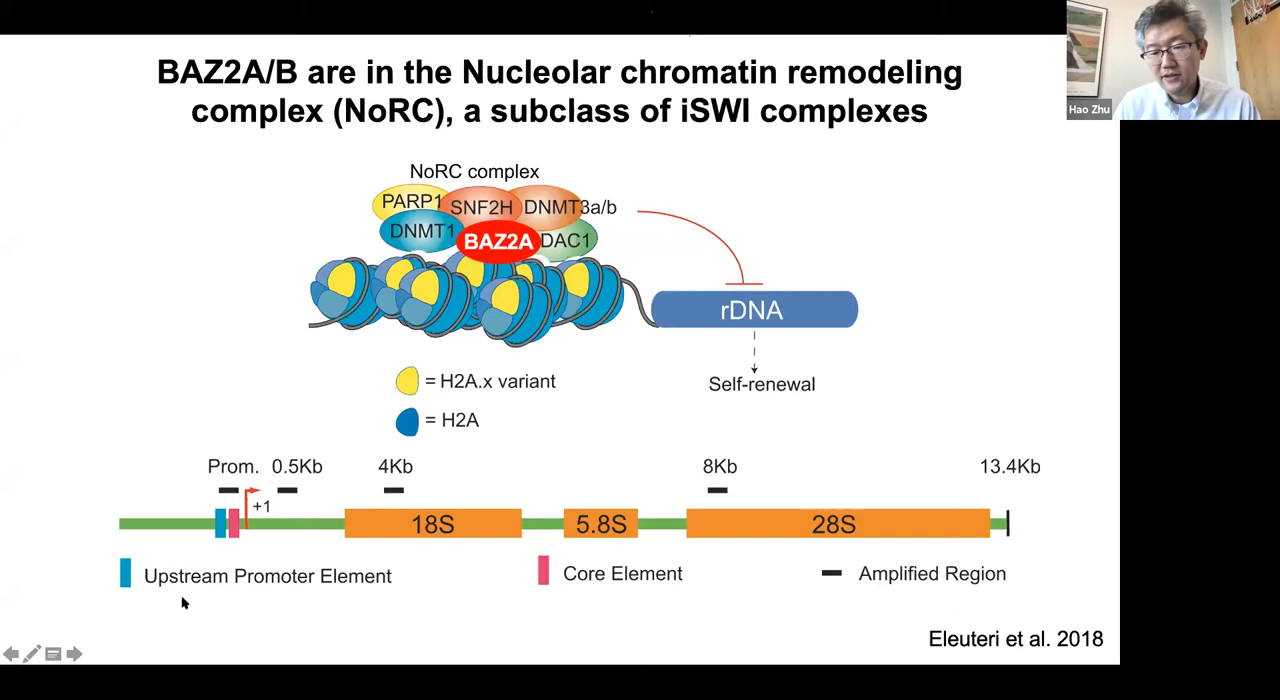 BAZ2A/B are in the Nucleolar chromatin remodeling
complex (NoRC), a subclass of iSWI complexes
Hao Zhu
NoRC complex
PARP1
SNF2H
DNMT3a/b
DNMT1
BAZ2A
DAC1
rDNA
Self-renewal
= H2A.x variant
= H2A
Prom. 0.5Kb 4Kb 8Kb 13.4Kb
+1
18S 5.8S 28S
Upstream Promoter Element Core Element Amplified Region
Eleuteri et al. 2018